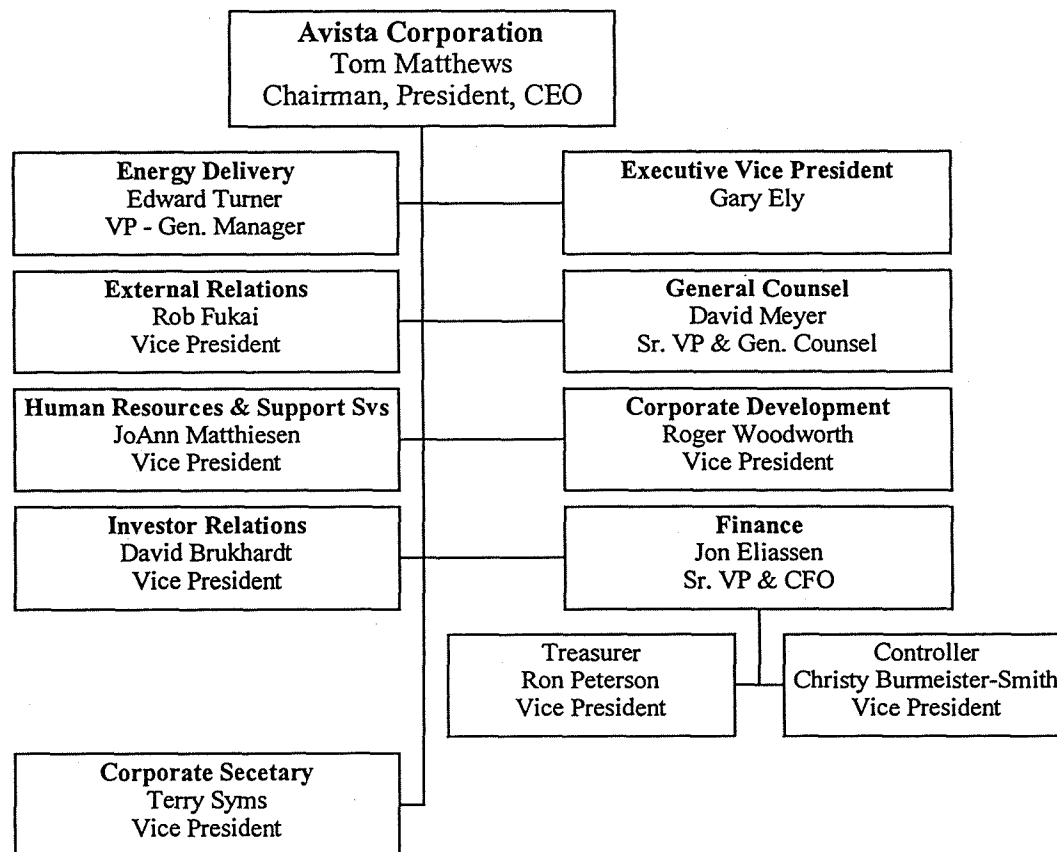 Avista Corporation
Tom Matthews
Chairman, President, CEO
Energy Delivery
Edward Turner
VP - Gen. Manager
Executive Vice President
Gary Ely
External Relations
Rob Fukai
Vice President
General Counsel
David Meyer
Sr. VP & Gen. Counsel
Human Resources & Support Svs
JoAnn Matthiesen
Vice President
Corporate Development
Roger Woodworth
Vice President
Investor Relations
David Brukhardt
Vice President
Finance
Jon Eliassen
Sr. VP & CFO
Treasurer
Ron Peterson
Vice President
Controller
Christy Burmeister-Smith
Vice President
Corporate Secetary
Terry Syms
Vice President